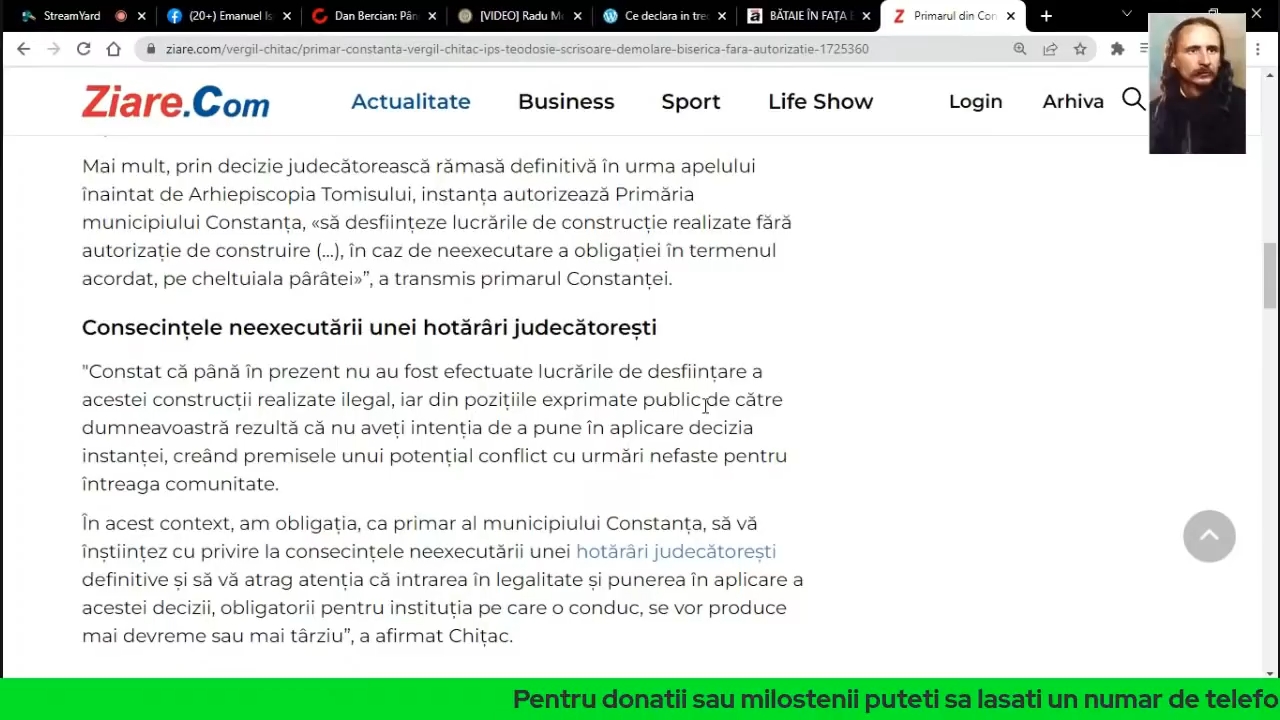 StreamYard
(20+) Emanuel Is
Dan Bercian: Pân
[VIDEO] Radu M
Ce declara in tre
BĂTAIE ÎN FAȚA E
Primarul din Con
ziare.com/vergil-chitac/primar-constanta-vergil-chitac-ips-teodosie-scrisoare-demolare-biserica-fara-autorizatie-1725360
Ziare.Com
Actualitate
Business
Sport
Life Show
Login
Arhiva
Mai mult, prin decizie judecătorească rămasă definitivă în urma apelului
înaintat de Arhiepiscopia Tomisului, instanța autorizează Primăria
municipiului Constanța, «să desființeze lucrările de construcție realizate fără
autorizație de construire (...), în caz de neexecutare a obligației în termenul
acordat, pe cheltuiala pârâtei»”, a transmis primarul Constanței.
Consecințele neexecutării unei hotărâri judecătorești
"Constat că până în prezent nu au fost efectuate lucrările de desființare a
acestei construcții realizate ilegal, iar din pozițiile exprimate public de către
dumneavoastră rezultă că nu aveți intenția de a pune în aplicare decizia
instanței, creând premisele unui potențial conflict cu urmări nefaste pentru
întreaga comunitate.
În acest context, am obligația, ca primar al municipiului Constanța, să vă
înștiințez cu privire la consecințele neexecutării unei hotărâri judecătorești
definitive și să vă atrag atenția că intrarea în legalitate și punerea în aplicare a
acestei decizii, obligatorii pentru instituția pe care o conduc, se vor produce
mai devreme sau mai târziu”, a afirmat Chițac.
Pentru donatii sau milostenii puteti sa lasati un numar de telefo